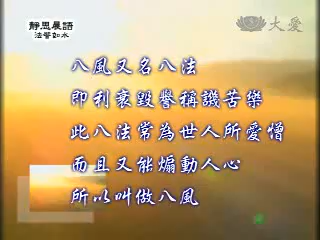 靜思晨語
法譬如水
大愛
八風又名八法
即利衰毀譽稱譏苦樂
此八法常為世人所愛憎
而且又能煽動人心
所以叫做八風